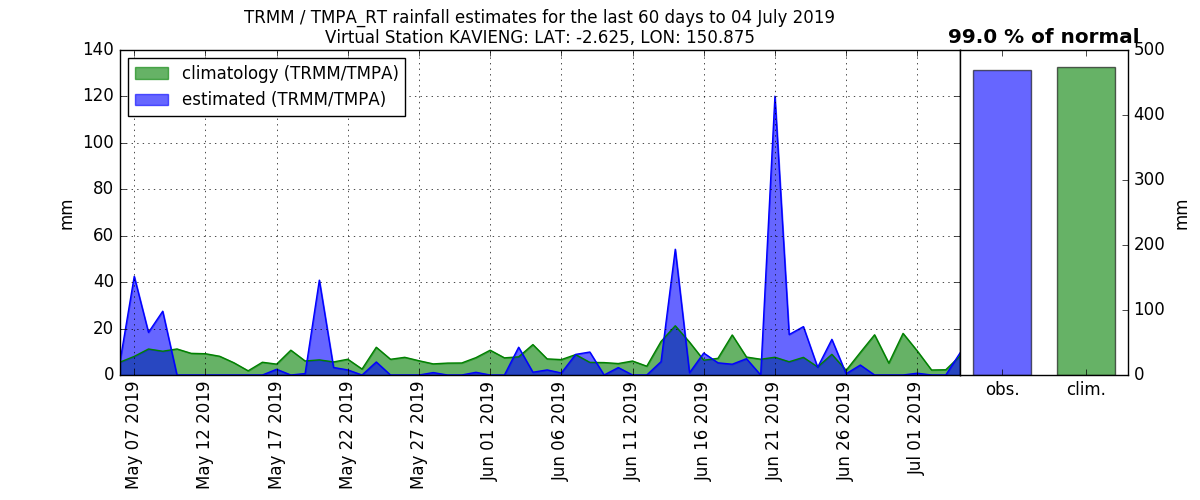 TRMM / TMPA_RT rainfall estimates for the last 60 days to 04 July 2019
Virtual Station KAVIENG: LAT: -2.625, LON: 150.875
99.0 % of normal
climatology (TRMM/TMPA)
estimated (TRMM/TMPA)
mm
140
120
100
80
60
40
20
0
May 07 2019
May 12 2019
May 17 2019
May 22 2019
May 27 2019
Jun 01 2019
Jun 06 2019
Jun 11 2019
Jun 16 2019
Jun 21 2019
Jun 26 2019
Jul 01 2019
obs.
clim.
500
400
300
200
100
0
mm